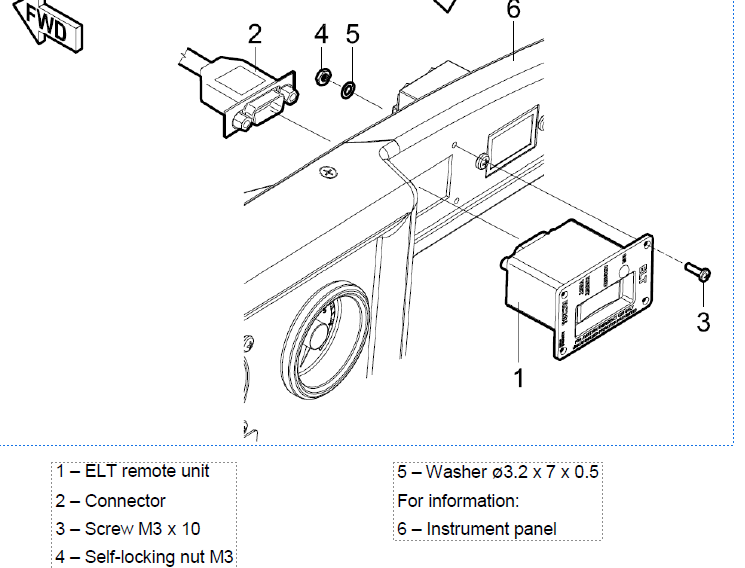 FWD
2
4
5
6
3
1
1 – ELT remote unit
2 – Connector
3 – Screw M3 x 10
4 – Self-locking nut M3
5 – Washer ø3.2 x 7 x 0.5
For information:
6 – Instrument panel